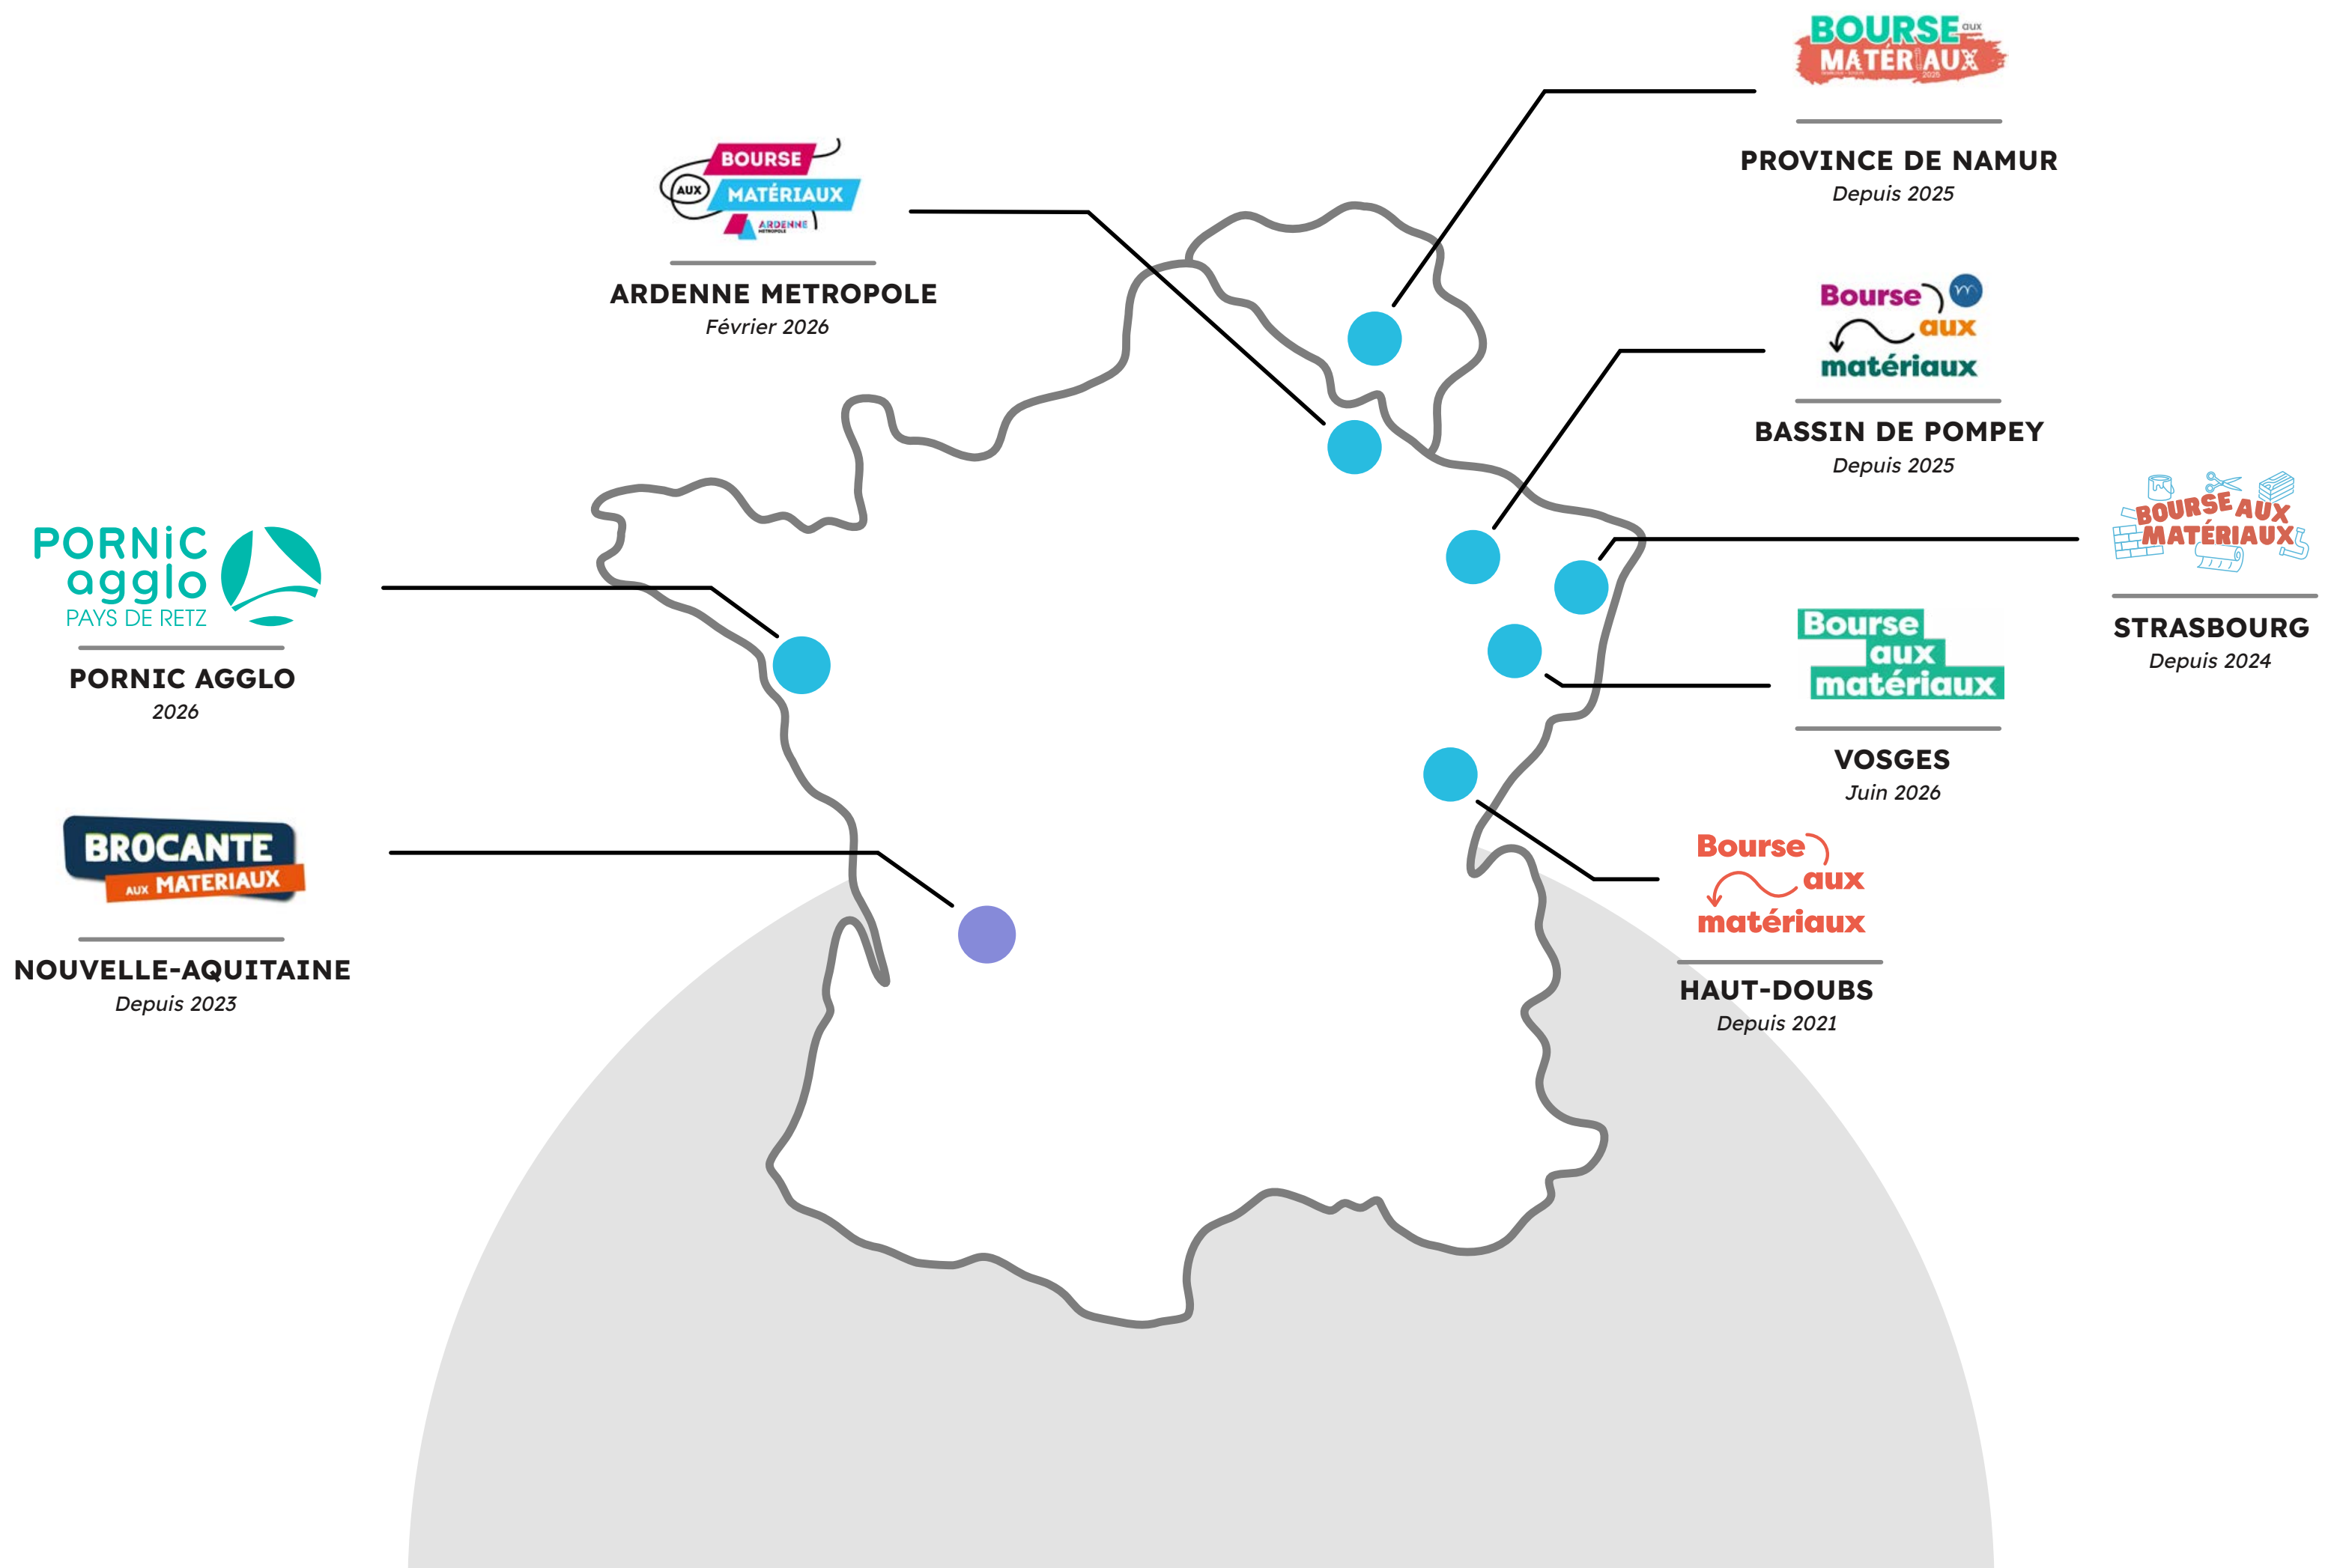 BOURSE aux
MATÉRIAUX
2025
PROVINCE DE NAMUR
Depuis 2025
BOURSE
AUX MATÉRIAUX
ARDENNE
METROPOLE
ARDENNE METROPOLE
Février 2026
Bourse
aux
matériaux
BASSIN DE POMPEY
Depuis 2025
BOURSE AUX
MATÉRIAUX
STRASBOURG
Depuis 2024
PORNiC
agglo
PAYS DE RETZ
PORNIC AGGLO
2026
Bourse
aux
matériaux
VOSGES
Juin 2026
BROCANTE
AUX MATERIAUX
NOUVELLE-AQUITAINE
Depuis 2023
Bourse
aux
matériaux
HAUT-DOUBS
Depuis 2021